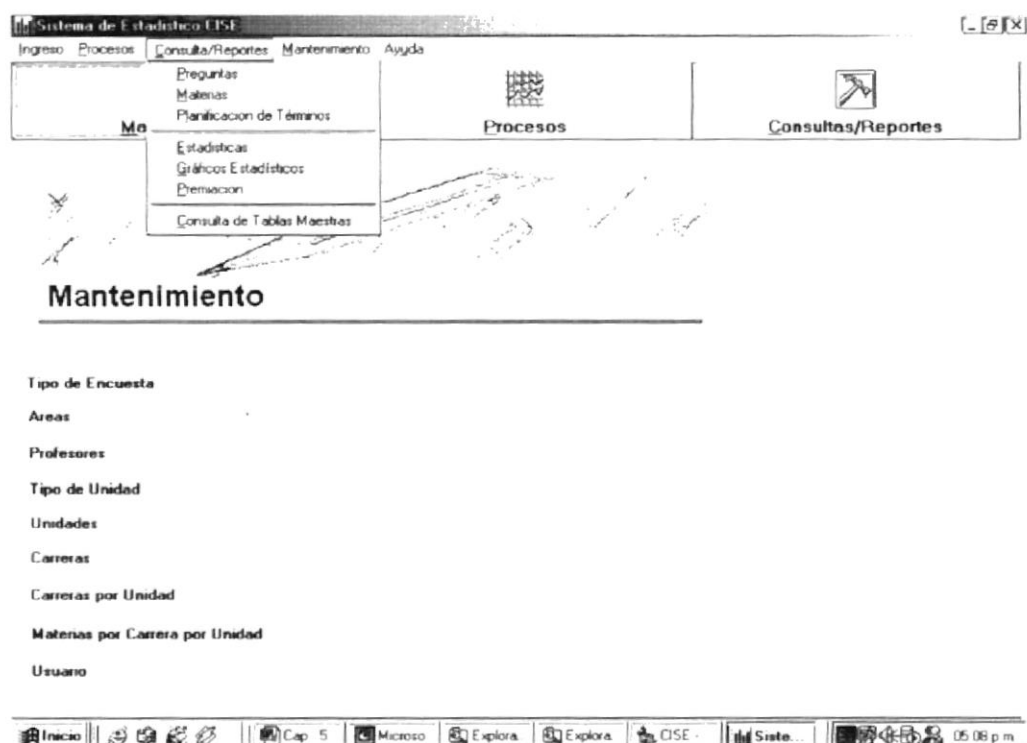 Sistema de Estadistico CISE
Ingreso Procesos Consulta/Reportes Mantenimiento Ayuda
Preguntas
Materias
Planificacion de Términos
Estadisticas
Gráficos Estadísticos
Premiacion
Consulta de Tablas Maestras
Ma
Procesos
Consultas/Reportes
Mantenimiento
Tipo de Encuesta
Areas
Profesores
Tipo de Unidad
Unidades
Carreras
Carreras por Unidad
Materias por Carrera por Unidad
Usuario
Inicio Cap 5 Microso Explora Explora CISE - Siste... 05:08 p.m.